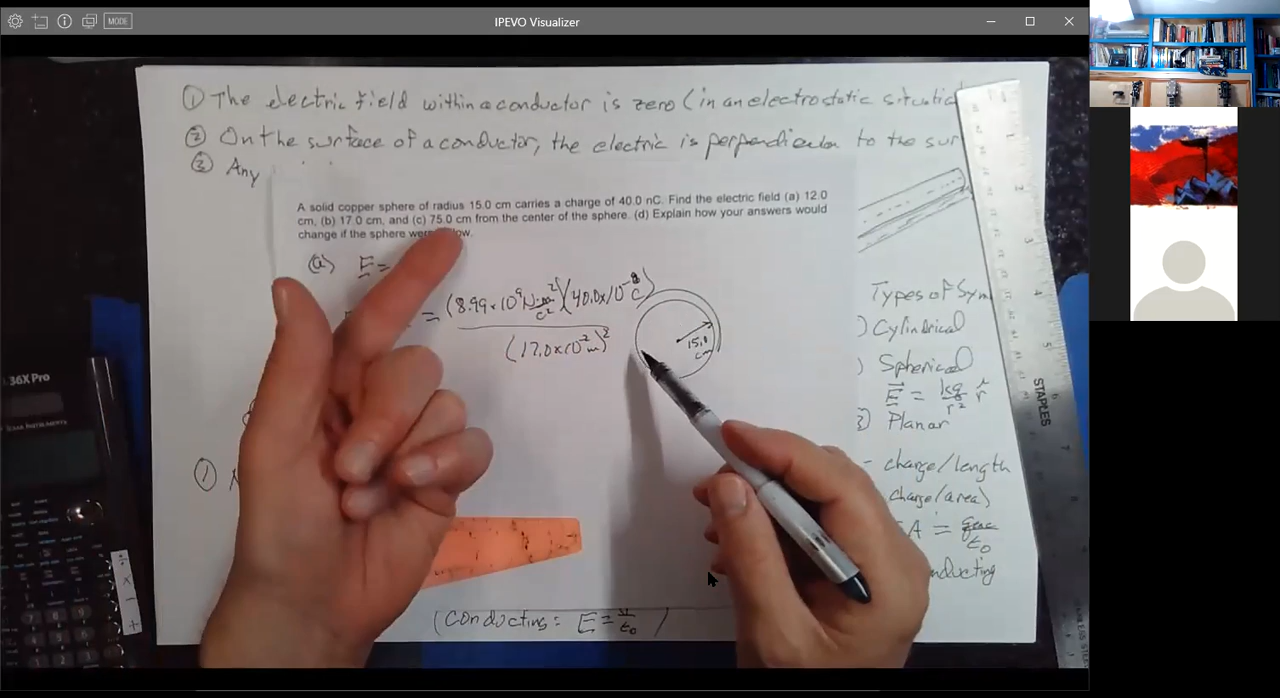 IPEVO Visualizer
MODE
① The electric field within a conductor is zero (in an electrostatic situatic
② On the surface of a conductor, the electric is perpendicular to the sur
③ Any
A solid copper sphere of radius 15.0 cm carries a charge of 40.0 nC. Find the electric field (a) 12.0
cm, (b) 17.0 cm, and (c) 75.0 cm from the center of the sphere. (d) Explain how your answers would
change if the sphere were
(a) E =
= (8.99 × 10⁹ N·m²/C²)(40.0 × 10⁻⁹ C)
(17.0 × 10⁻² m)²
15.0
cm
Types of Sym
) Cylindrical
) Spherical
E⃗ = kq/r² r̂
Planar
- charge/length
charge/area)
A = qenc/ε₀
nducting
①
(conducting: E = /ε₀ )
36X Pro
TEXAS INSTRUMENTS
STAPLES